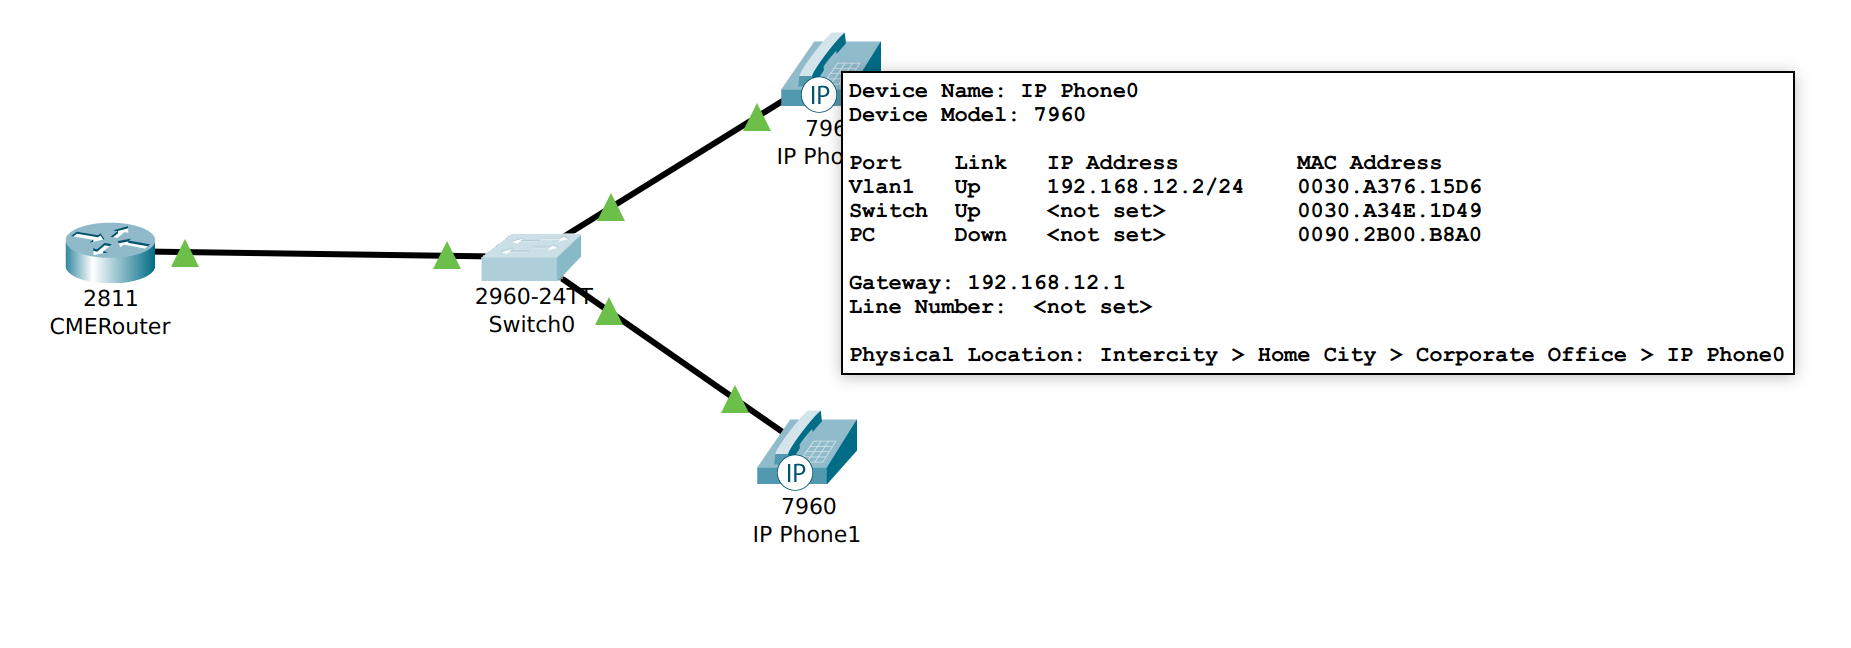 IP
796
IP Pho
Device Name: IP Phone0
Device Model: 7960
Port Link IP Address MAC Address
Vlan1 Up 192.168.12.2/24 0030.A376.15D6
Switch Up <not set> 0030.A34E.1D49
PC Down <not set> 0090.2B00.B8A0
Gateway: 192.168.12.1
Line Number: <not set>
Physical Location: Intercity > Home City > Corporate Office > IP Phone0
2811
CMERouter
2960-24TT
Switch0
IP
7960
IP Phone1